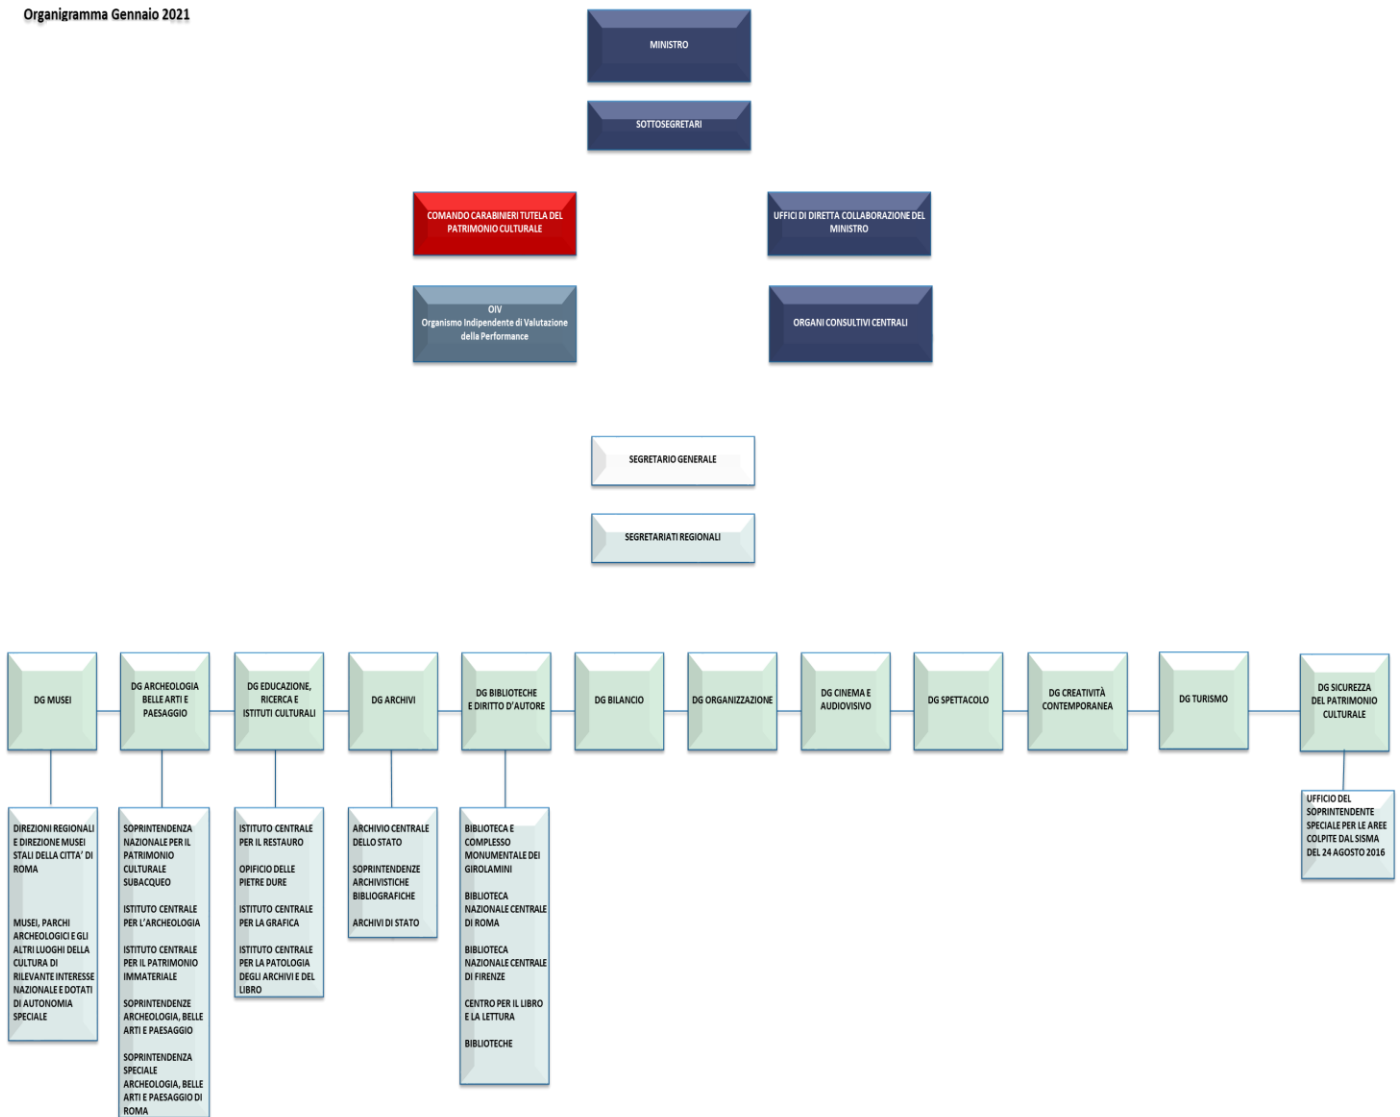 Organigramma Gennaio 2021
MINISTRO
SOTTOSEGRETARI
COMANDO CARABINIERI TUTELA DEL
PATRIMONIO CULTURALE
UFFICI DI DIRETTA COLLABORAZIONE DEL
MINISTRO
OIV
Organismo Indipendente di Valutazione
della Performance
ORGANI CONSULTIVI CENTRALI
SEGRETARIO GENERALE
SEGRETARIATI REGIONALI
DG MUSEI
DG ARCHEOLOGIA
BELLE ARTI E
PAESAGGIO
DG EDUCAZIONE,
RICERCA E
ISTITUTI CULTURALI
DG ARCHIVI
DG BIBLIOTECHE
E DIRITTO D'AUTORE
DG BILANCIO
DG ORGANIZZAZIONE
DG CINEMA E
AUDIOVISIVO
DG SPETTACOLO
DG CREATIVITÀ
CONTEMPORANEA
DG TURISMO
DG SICUREZZA
DEL PATRIMONIO
CULTURALE
DIREZIONI REGIONALI
E DIREZIONE MUSEI
STALI DELLA CITTA' DI
ROMA
MUSEI, PARCHI
ARCHEOLOGICI E GLI
ALTRI LUOGHI DELLA
CULTURA DI
RILEVANTE INTERESSE
NAZIONALE E DOTATI
DI AUTONOMIA
SPECIALE
SOPRINTENDENZA
NAZIONALE PER IL
PATRIMONIO
CULTURALE
SUBACQUEO
ISTITUTO CENTRALE
PER L'ARCHEOLOGIA
ISTITUTO CENTRALE
PER IL PATRIMONIO
IMMATERIALE
SOPRINTENDENZE
ARCHEOLOGIA, BELLE
ARTI E PAESAGGIO
SOPRINTENDENZA
SPECIALE
ARCHEOLOGIA, BELLE
ARTI E PAESAGGIO DI
ROMA
ISTITUTO CENTRALE
PER IL RESTAURO
OPIFICIO DELLE
PIETRE DURE
ISTITUTO CENTRALE
PER LA GRAFICA
ISTITUTO CENTRALE
PER LA PATOLOGIA
DEGLI ARCHIVI E DEL
LIBRO
ARCHIVIO CENTRALE
DELLO STATO
SOPRINTENDENZE
ARCHIVISTICHE
BIBLIOGRAFICHE
ARCHIVI DI STATO
BIBLIOTECA E
COMPLESSO
MONUMENTALE DEI
GIROLAMINI
BIBLIOTECA
NAZIONALE CENTRALE
DI ROMA
BIBLIOTECA
NAZIONALE CENTRALE
DI FIRENZE
CENTRO PER IL LIBRO
E LA LETTURA
BIBLIOTECHE
UFFICIO DEL
SOPRINTENDENTE
SPECIALE PER LE AREE
COLPITE DAL SISMA
DEL 24 AGOSTO 2016